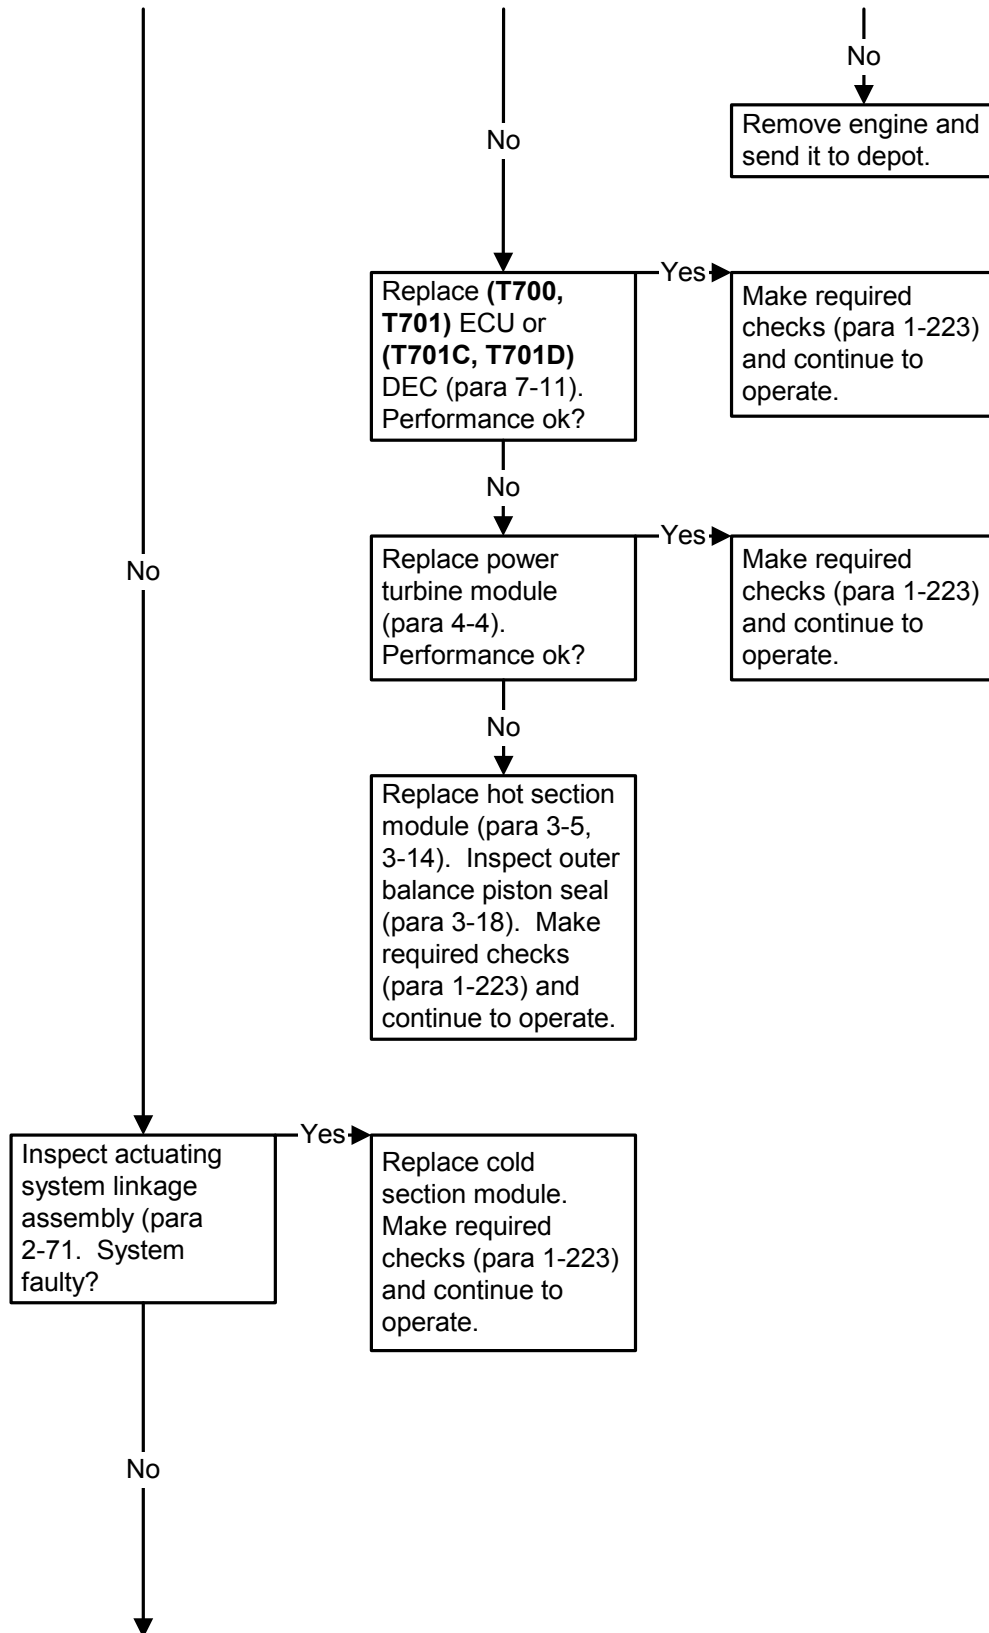 No
Remove engine and
send it to depot.
No
Replace (T700,
T701) ECU or
(T701C, T701D)
DEC (para 7-11).
Performance ok?
Yes
Make required
checks (para 1-223)
and continue to
operate.
No
Replace power
turbine module
(para 4-4).
Performance ok?
Yes
Make required
checks (para 1-223)
and continue to
operate.
No
No
Replace hot section
module (para 3-5,
3-14).  Inspect outer
balance piston seal
(para 3-18).  Make
required checks
(para 1-223) and
continue to operate.
Inspect actuating
system linkage
assembly (para
2-71.  System
faulty?
Yes
Replace cold
section module.
Make required
checks (para 1-223)
and continue to
operate.
No